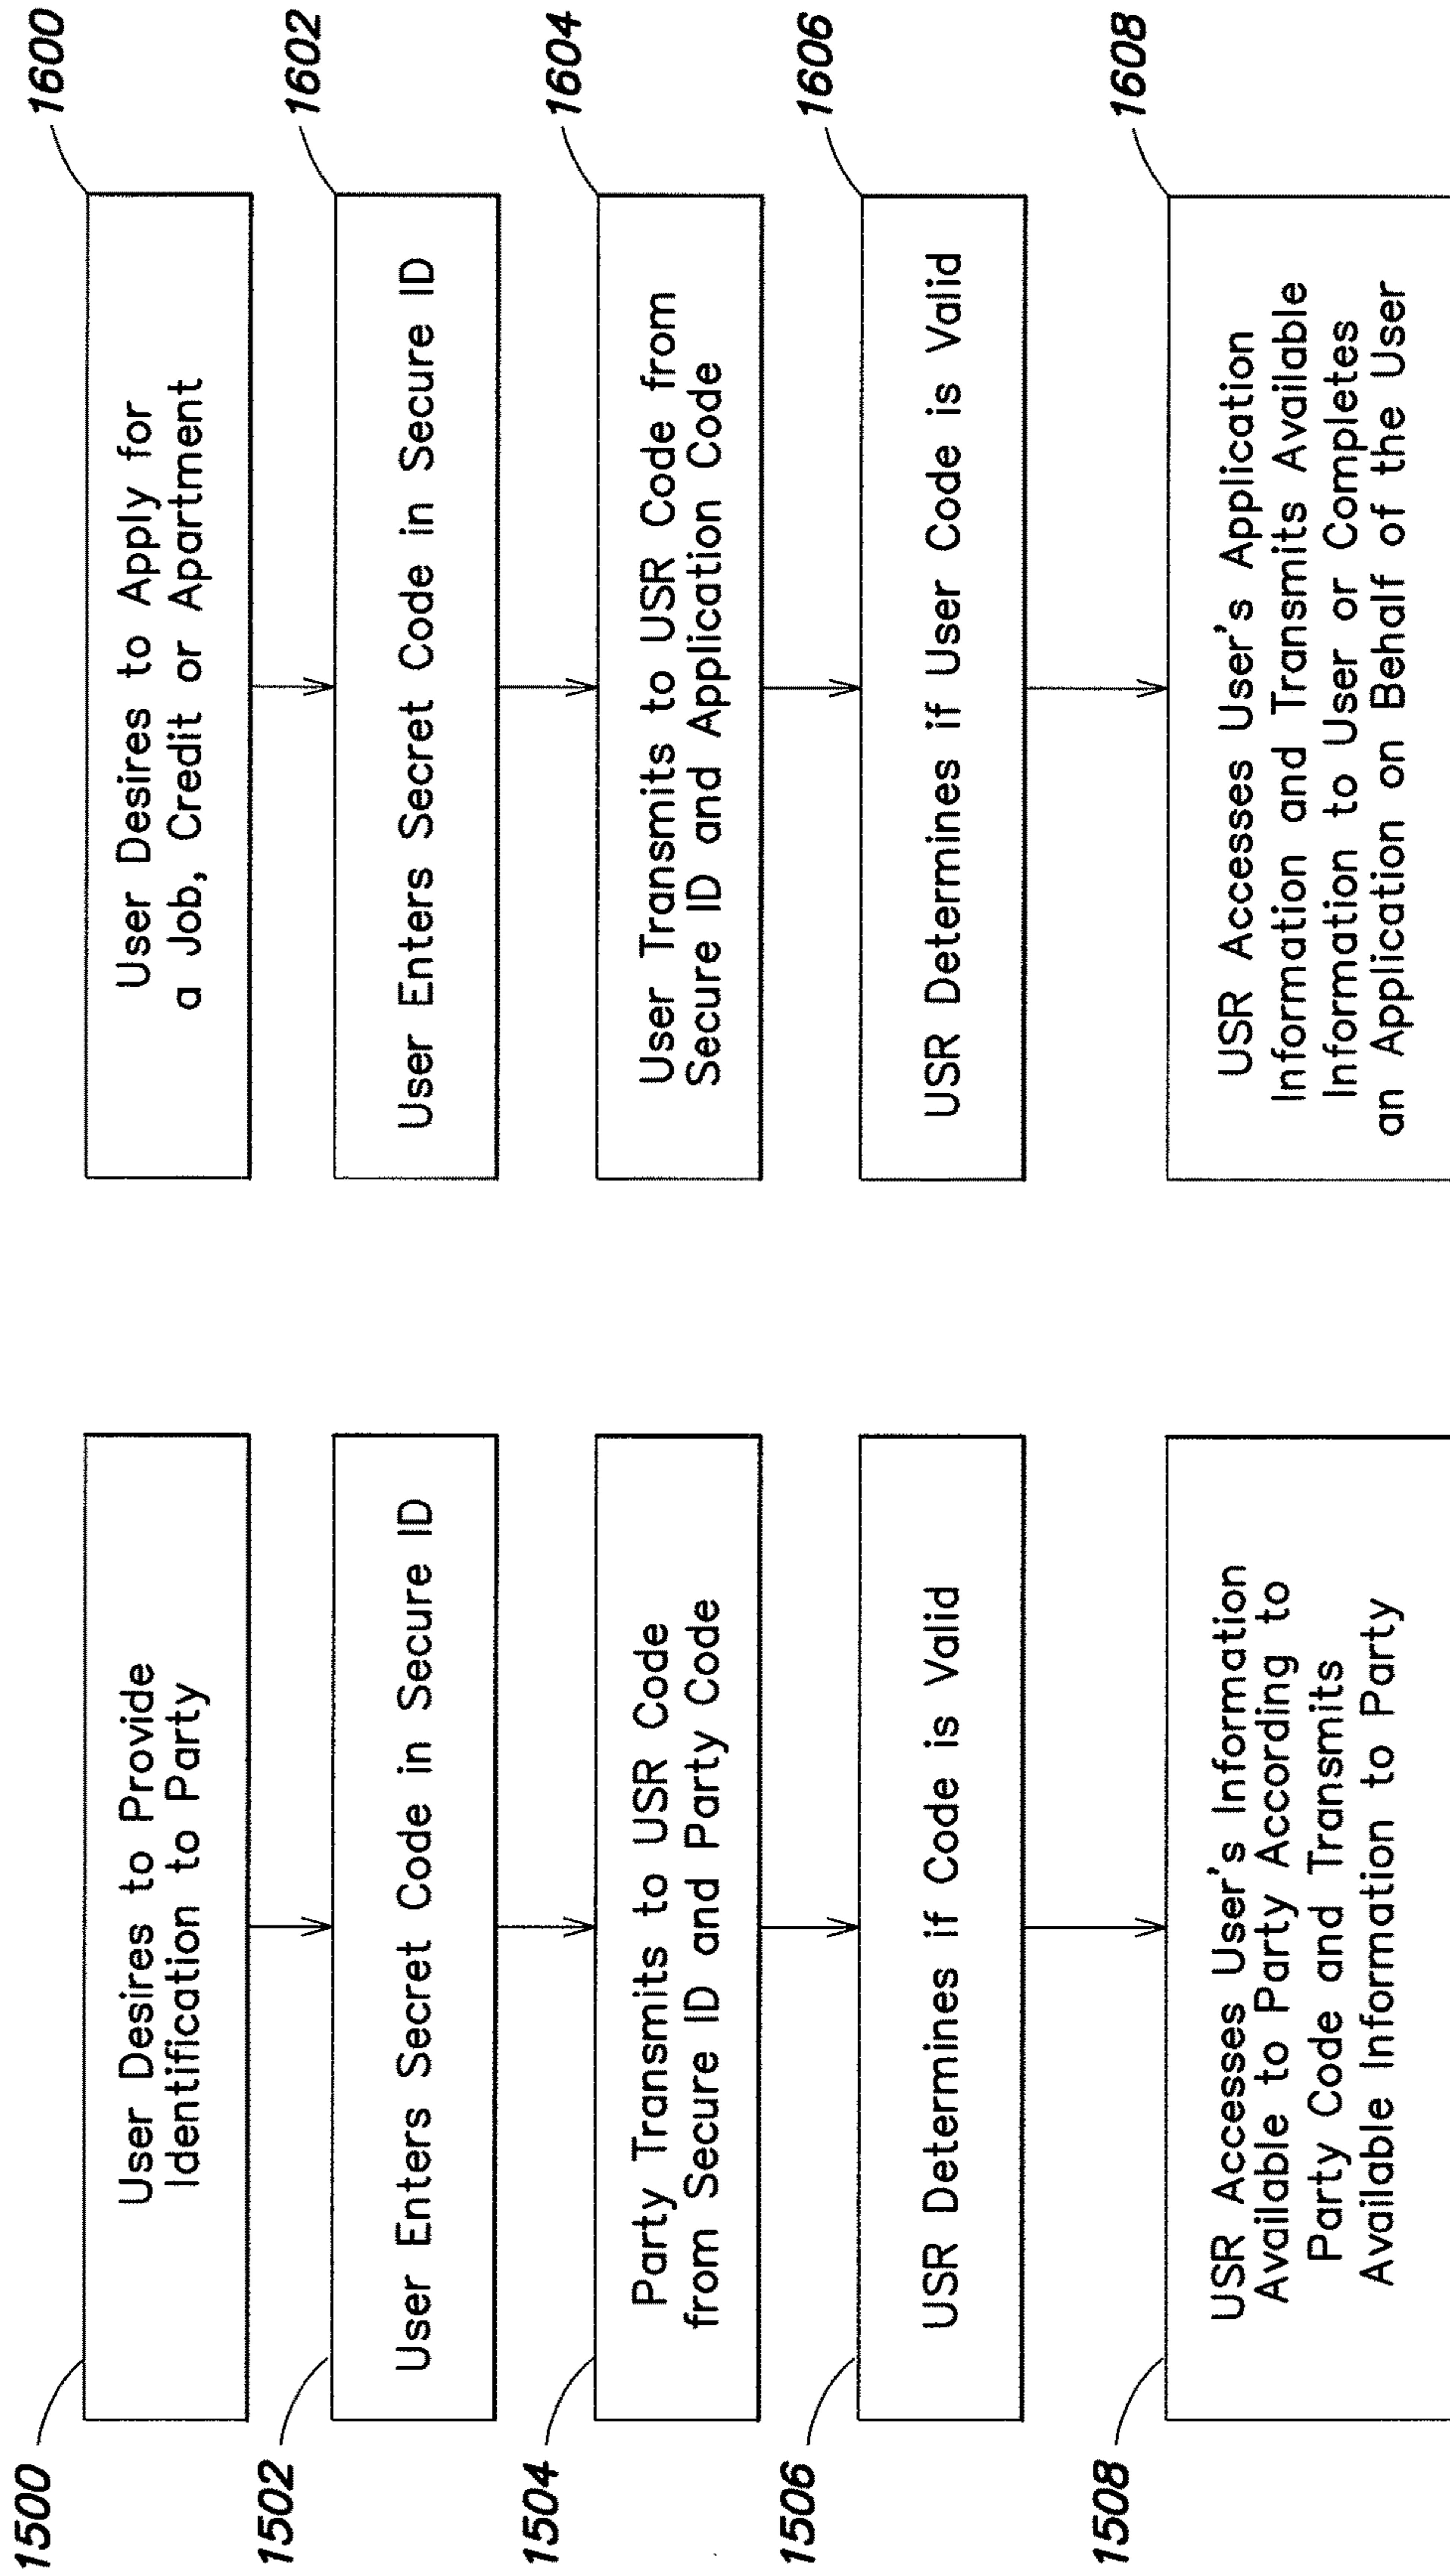 1500
User Desires to Provide
Identification to Party
1502
User Enters Secret Code in Secure ID
1504
Party Transmits to USR Code
from Secure ID and Party Code
1506
USR Determines if Code is Valid
1508
USR Accesses User's Information
Available to Party According to
Party Code and Transmits
Available Information to Party
1600
User Desires to Apply for
a Job, Credit or Apartment
1602
User Enters Secret Code in Secure ID
1604
User Transmits to USR Code from
Secure ID and Application Code
1606
USR Determines if User Code is Valid
1608
USR Accesses User's Application
Information and Transmits Available
Information to User or Completes
an Application on Behalf of the User